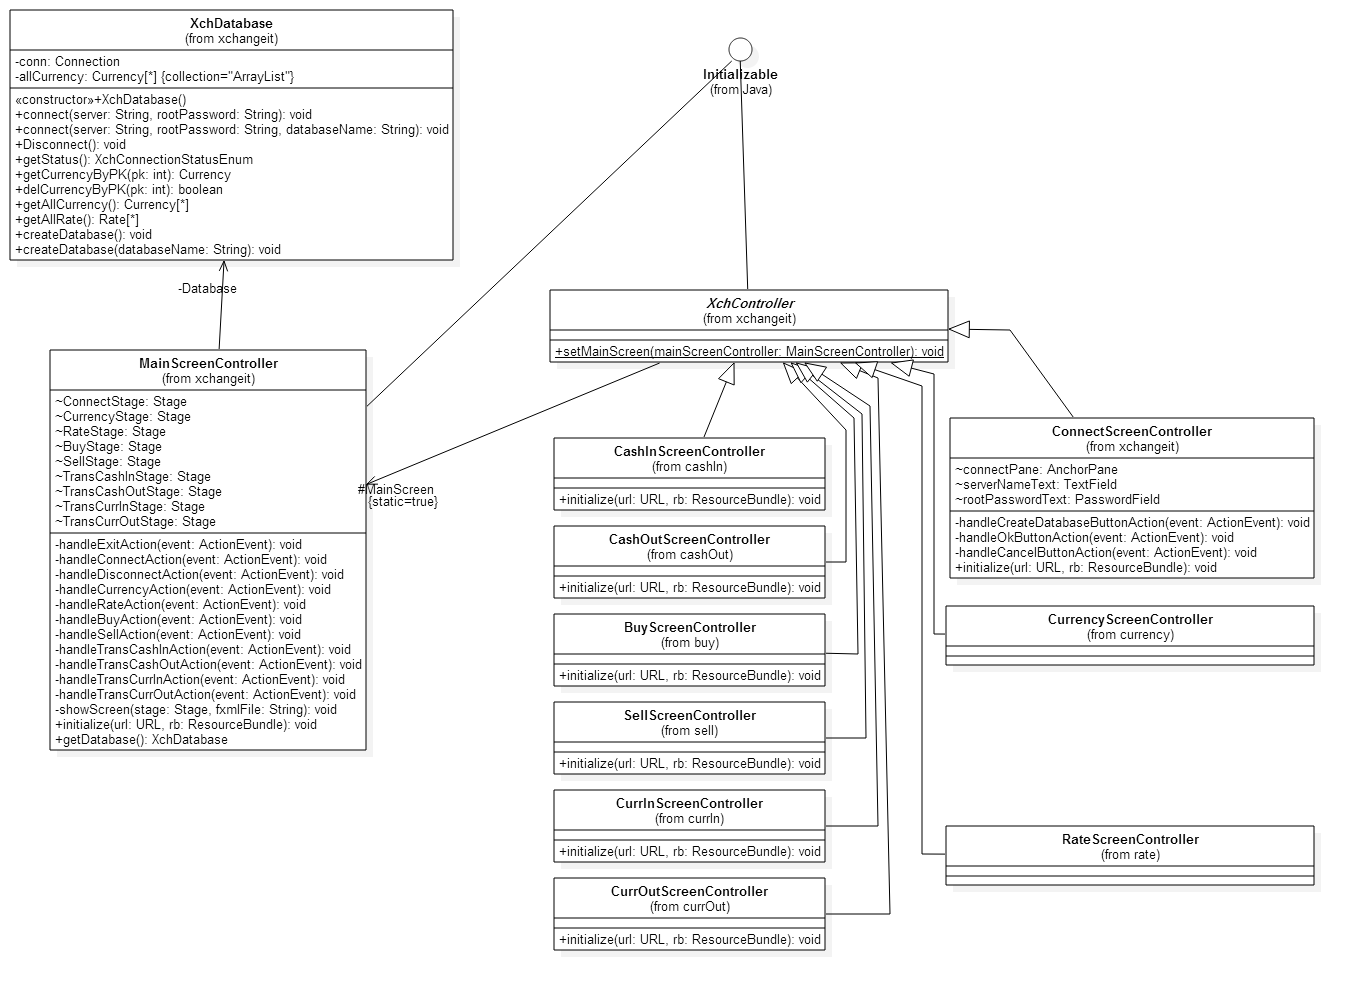 XchDatabase
(from xchangeit)
-conn: Connection
-allCurrency: Currency[*] {collection="ArrayList"}
«constructor»+XchDatabase()
+connect(server: String, rootPassword: String): void
+connect(server: String, rootPassword: String, databaseName: String): void
+Disconnect(): void
+getStatus(): XchConnectionStatusEnum
+getCurrencyByPK(pk: int): Currency
+delCurrencyByPK(pk: int): boolean
+getAllCurrency(): Currency[*]
+getAllRate(): Rate[*]
+createDatabase(): void
+createDatabase(databaseName: String): void
Initializable
(from Java)
-Database
MainScreenController
(from xchangeit)
~ConnectStage: Stage
~CurrencyStage: Stage
~RateStage: Stage
~BuyStage: Stage
~SellStage: Stage
~TransCashInStage: Stage
~TransCashOutStage: Stage
~TransCurrInStage: Stage
~TransCurrOutStage: Stage
-handleExitAction(event: ActionEvent): void
-handleConnectAction(event: ActionEvent): void
-handleDisconnectAction(event: ActionEvent): void
-handleCurrencyAction(event: ActionEvent): void
-handleRateAction(event: ActionEvent): void
-handleBuyAction(event: ActionEvent): void
-handleSellAction(event: ActionEvent): void
-handleTransCashInAction(event: ActionEvent): void
-handleTransCashOutAction(event: ActionEvent): void
-handleTransCurrInAction(event: ActionEvent): void
-handleTransCurrOutAction(event: ActionEvent): void
-showScreen(stage: Stage, fxmlFile: String): void
+initialize(url: URL, rb: ResourceBundle): void
+getDatabase(): XchDatabase
#MainScreen
{static=true}
XchController
(from xchangeit)
+setMainScreen(mainScreenController: MainScreenController): void
CashInScreenController
(from cashIn)
+initialize(url: URL, rb: ResourceBundle): void
CashOutScreenController
(from cashOut)
+initialize(url: URL, rb: ResourceBundle): void
BuyScreenController
(from buy)
+initialize(url: URL, rb: ResourceBundle): void
SellScreenController
(from sell)
+initialize(url: URL, rb: ResourceBundle): void
CurrInScreenController
(from currIn)
+initialize(url: URL, rb: ResourceBundle): void
CurrOutScreenController
(from currOut)
+initialize(url: URL, rb: ResourceBundle): void
ConnectScreenController
(from xchangeit)
~connectPane: AnchorPane
~serverNameText: TextField
~rootPasswordText: PasswordField
-handleCreateDatabaseButtonAction(event: ActionEvent): void
-handleOkButtonAction(event: ActionEvent): void
-handleCancelButtonAction(event: ActionEvent): void
+initialize(url: URL, rb: ResourceBundle): void
CurrencyScreenController
(from currency)
RateScreenController
(from rate)